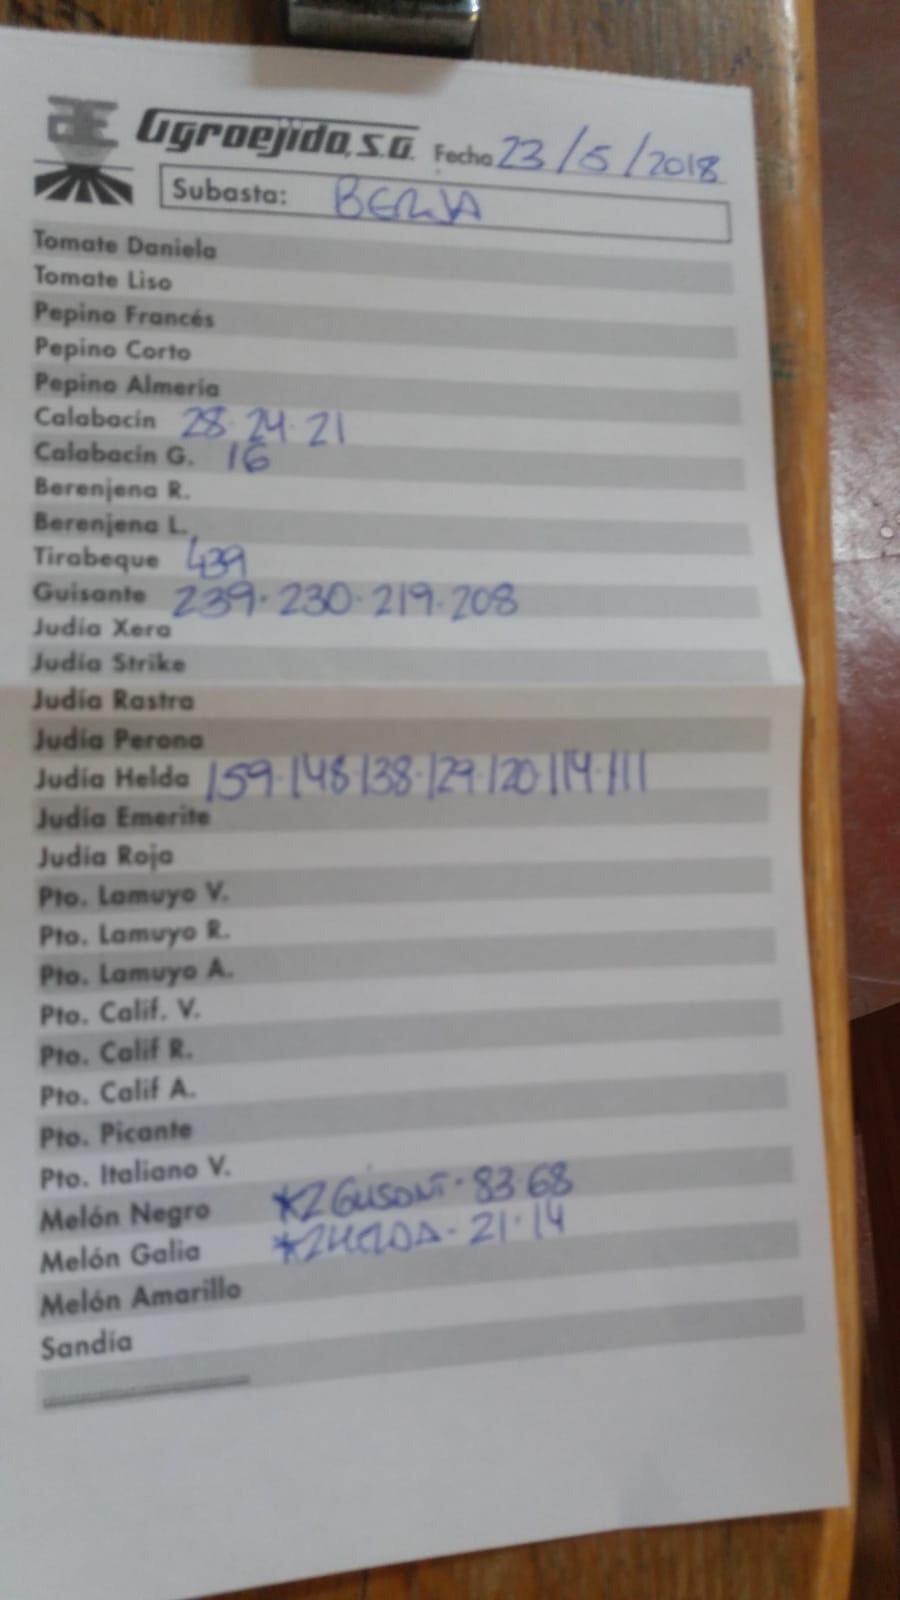 Agroejido, S.A. Fecha 23/5/2018
Subasta: BERJA
Tomate Daniela
Tomate Liso
Pepino Francés
Pepino Corto
Pepino Almería
Calabacín 28·24·21
Calabacín G. 16
Berenjena R.
Berenjena L.
Tirabeque 439
Guisante 239·230·219·208
Judía Xera
Judía Strike
Judía Rastra
Judía Perona
Judía Helda 159·148·138·129·120·114·111
Judía Emerite
Judía Roja
Pto. Lamuyo V.
Pto. Lamuyo R.
Pto. Lamuyo A.
Pto. Calif. V.
Pto. Calif R.
Pto. Calif A.
Pto. Picante
Pto. Italiano V.
Melón Negro *2 GUISANT·83·68
Melón Galia *2 HELDA-21·14
Melón Amarillo
Sandía